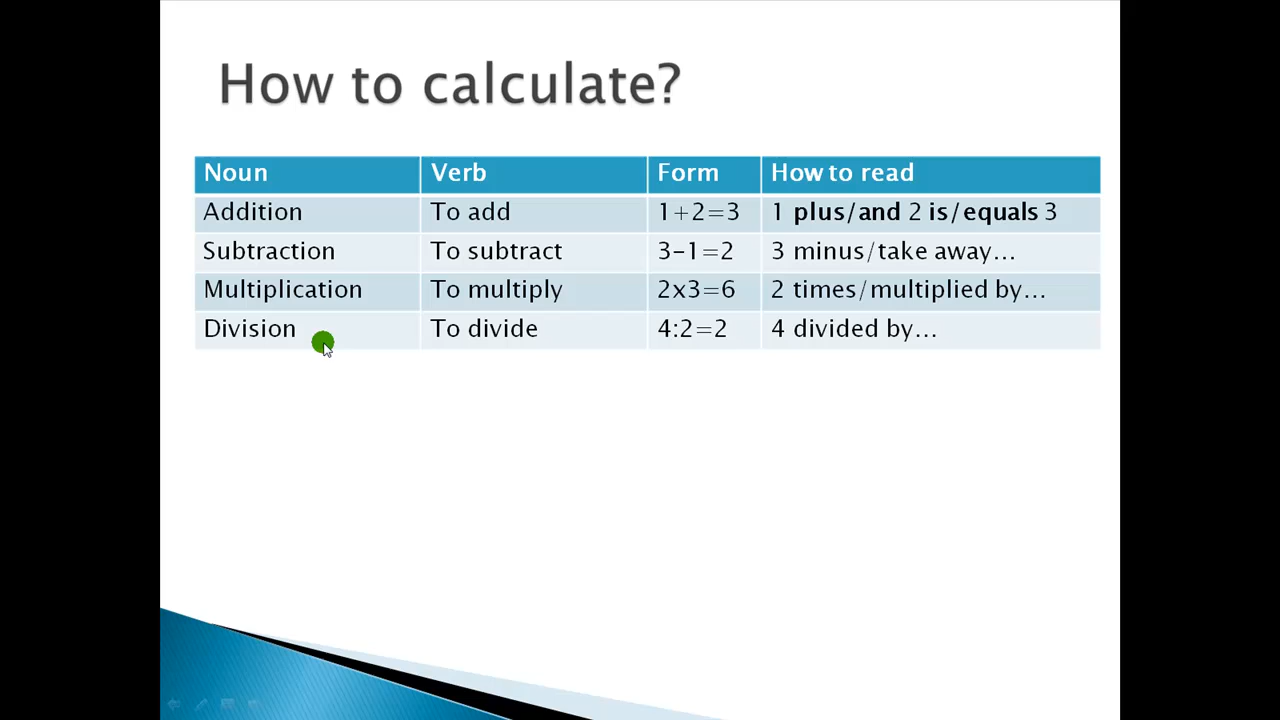 How to calculate?
Noun Verb Form How to read
Addition To add 1+2=3 1 plus/and 2 is/equals 3
Subtraction To subtract 3-1=2 3 minus/take away…
Multiplication To multiply 2x3=6 2 times/multiplied by…
Division To divide 4:2=2 4 divided by…